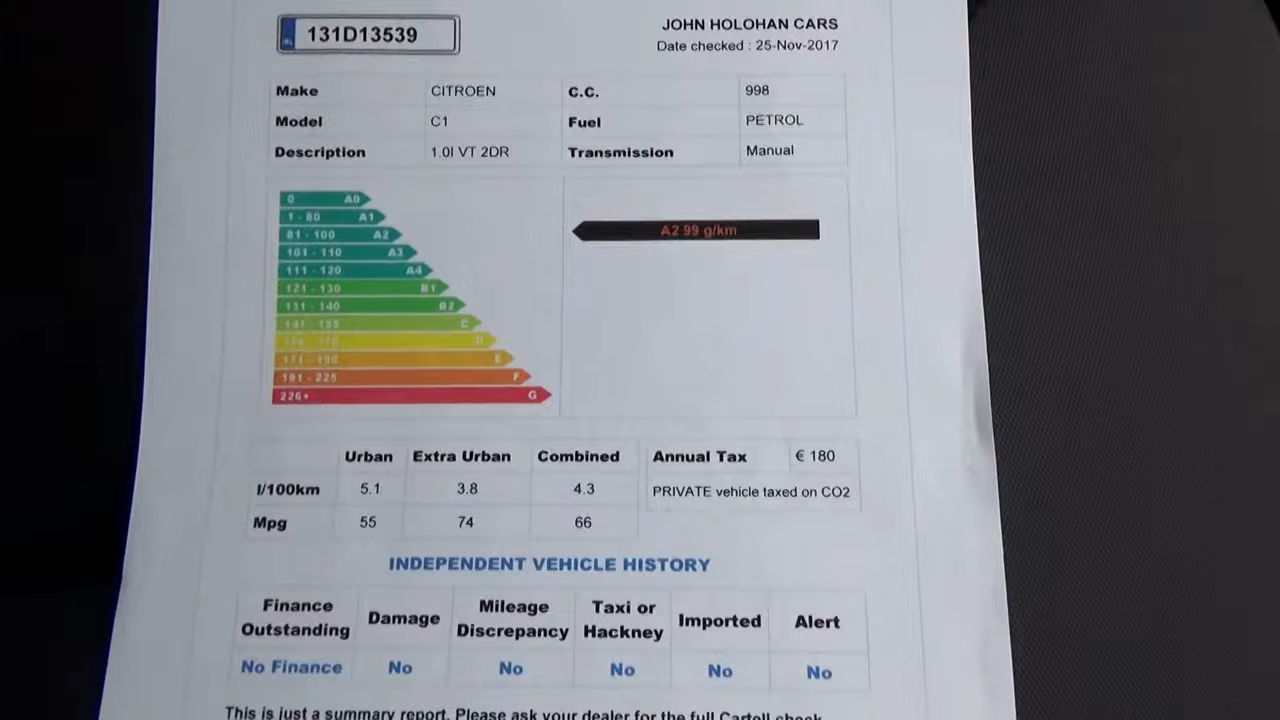 131D13539
JOHN HOLOHAN CARS
Date checked : 25-Nov-2017
Make CITROEN C.C. 998
Model C1 Fuel PETROL
Description 1.0I VT 2DR Transmission Manual
0 A0
1 - 80 A1
81 - 100 A2
A2 99 g/km
101 - 110 A3
111 - 120 A4
121 - 130 B1
131 - 140 B2
141 - 155 C
D
171 - 190 E
191 - 225 F
226+ G
Urban Extra Urban Combined
l/100km 5.1 3.8 4.3
Mpg 55 74 66
Annual Tax € 180
PRIVATE vehicle taxed on CO2
INDEPENDENT VEHICLE HISTORY
Finance Outstanding Damage Mileage Discrepancy Taxi or Hackney Imported Alert
No Finance No No No No No
This is just a summary report. Please ask your dealer for the full Cartell check